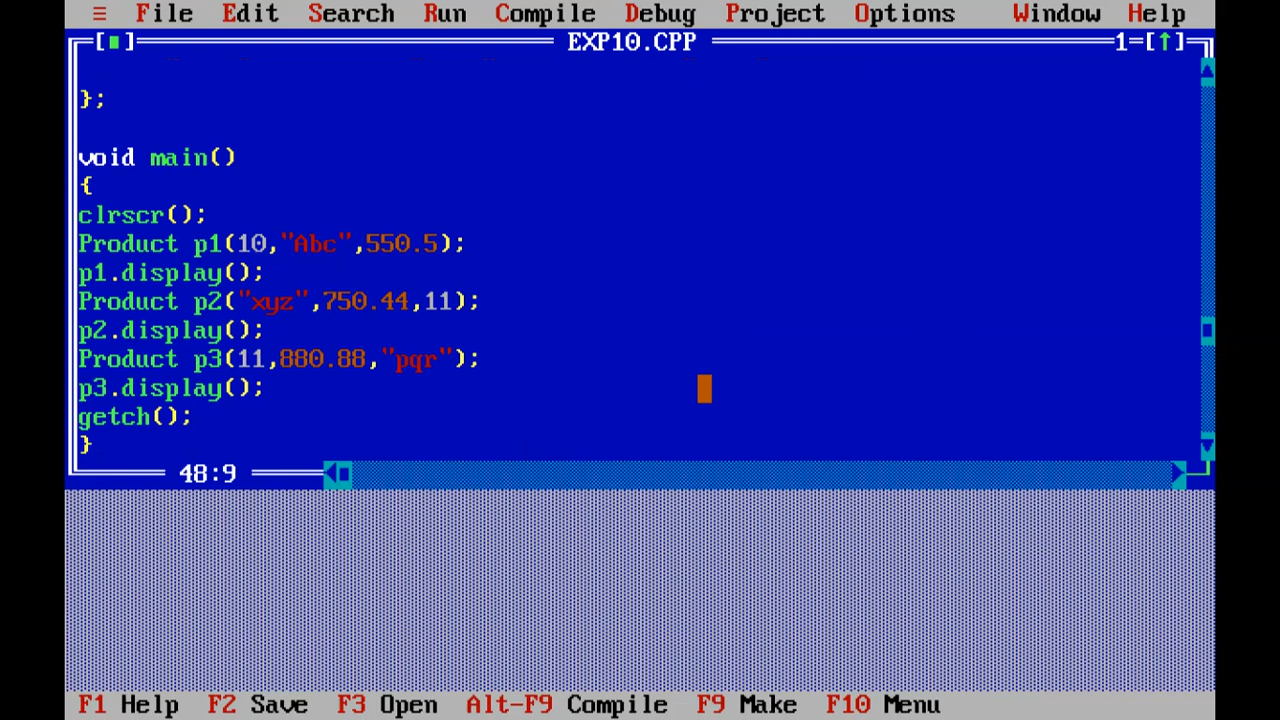 ≡ File Edit Search Run Compile Debug Project Options Window Help
[■] EXP10.CPP 1=[↑]
};
void main()
{
clrscr();
Product p1(10,"Abc",550.5);
p1.display();
Product p2("xyz",750.44,11);
p2.display();
Product p3(11,880.88,"pqr");
p3.display();
getch();
}
48:9
F1 Help F2 Save F3 Open Alt-F9 Compile F9 Make F10 Menu